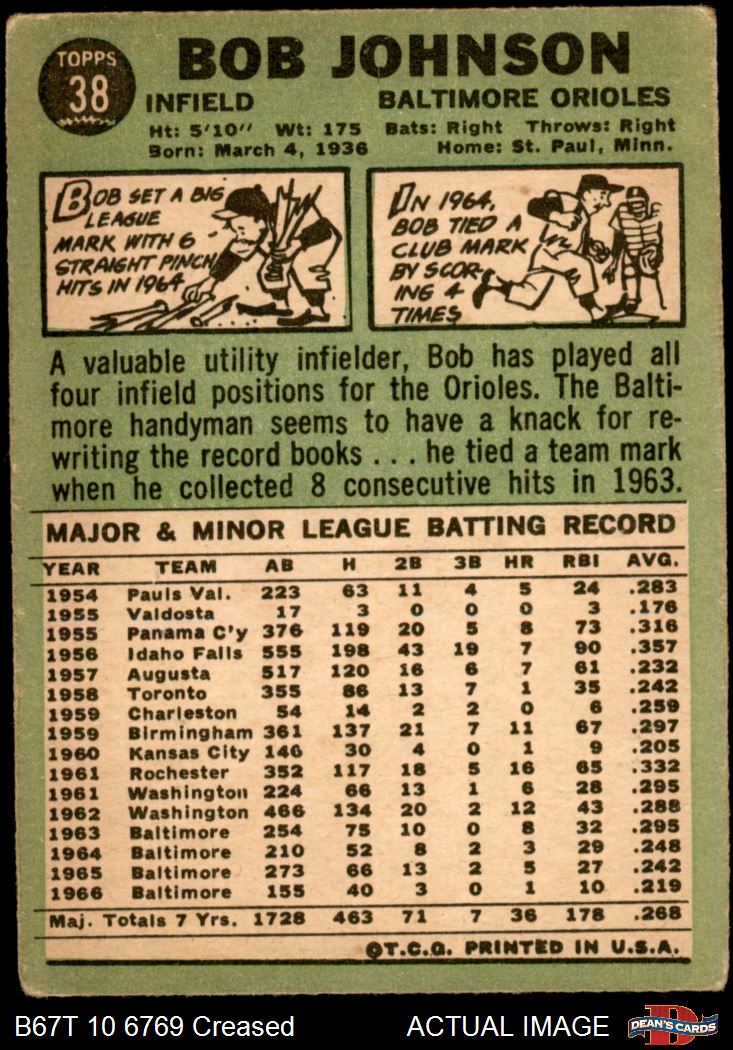 TOPPS
38
BOB JOHNSON
INFIELD BALTIMORE ORIOLES
Ht: 5'10" Wt: 175 Bats: Right Throws: Right
Born: March 4, 1936 Home: St. Paul, Minn.
BOB SET A BIG
LEAGUE
MARK WITH 6
STRAIGHT PINCH
HITS IN 1964
IN 1964,
BOB TIED A
CLUB MARK
BY SCOR-
ING 4
TIMES
A valuable utility infielder, Bob has played all
four infield positions for the Orioles. The Balti-
more handyman seems to have a knack for re-
writing the record books . . . he tied a team mark
when he collected 8 consecutive hits in 1963.
MAJOR & MINOR LEAGUE BATTING RECORD
YEAR TEAM AB H 2B 3B HR RBI AVG.
1954 Pauls Val. 223 63 11 4 5 24 .283
1955 Valdosta 17 3 0 0 0 3 .176
1955 Panama C'y 376 119 20 5 8 73 .316
1956 Idaho Falls 555 198 43 19 7 90 .357
1957 Augusta 517 120 16 6 7 61 .232
1958 Toronto 355 86 13 7 1 35 .242
1959 Charleston 54 14 2 2 0 6 .259
1959 Birmingham 361 137 21 7 11 67 .297
1960 Kansas City 146 30 4 0 1 9 .205
1961 Rochester 352 117 18 5 16 65 .332
1961 Washington 224 66 13 1 6 28 .295
1962 Washington 466 134 20 2 12 43 .288
1963 Baltimore 254 75 10 0 8 32 .295
1964 Baltimore 210 52 8 2 3 29 .248
1965 Baltimore 273 66 13 2 5 27 .242
1966 Baltimore 155 40 3 0 1 10 .219
Maj. Totals 7 Yrs. 1728 463 71 7 36 178 .268
©T.C.G. PRINTED IN U.S.A.
B67T 10 6769 Creased ACTUAL IMAGE DEAN'S CARDS